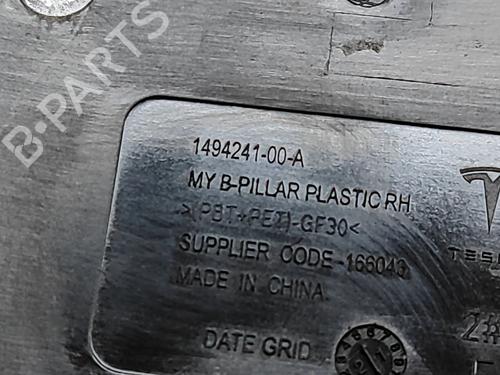 B-PARTS
1494241-00-A
MY B-PILLAR PLASTIC RH
>(PBT+PET)-GF30<
SUPPLIER CODE-166043
MADE IN CHINA.
DATE GRID